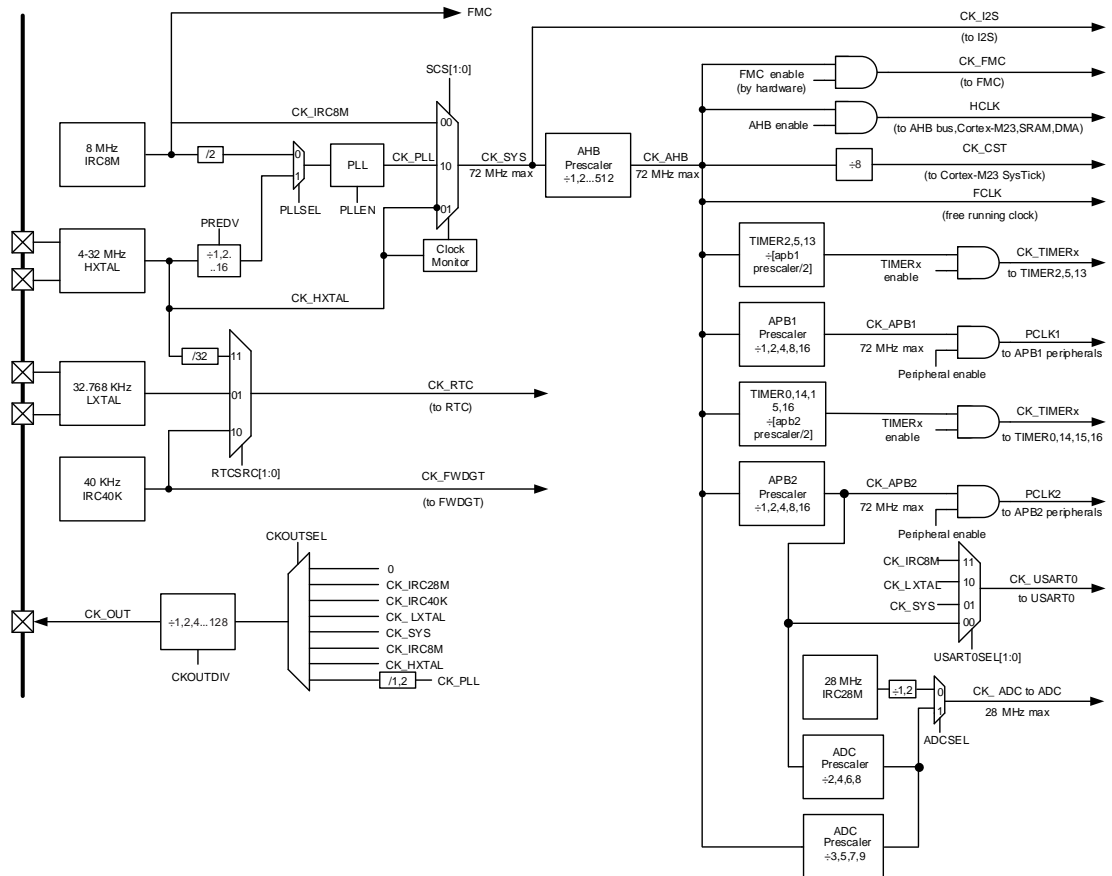 FMC
CK_I2S
(to I2S)
SCS[1:0]
FMC enable
(by hardware)
CK_FMC
(to FMC)
CK_IRC8M
00
AHB enable
HCLK
(to AHB bus,Cortex-M23,SRAM,DMA)
8 MHz
IRC8M
/2
0
1
PLL
CK_PLL
10
CK_SYS
72 MHz max
AHB
Prescaler
÷1,2...512
CK_AHB
72 MHz max
÷8
CK_CST
(to Cortex-M23 SysTick)
PLLSEL
PLLEN
01
FCLK
(free running clock)
PREDV
4-32 MHz
HXTAL
÷1,2.
..16
Clock
Monitor
TIMER2,5,13
÷[apb1
prescaler/2]
TIMERx
enable
CK_TIMERx
to TIMER2,5,13
CK_HXTAL
/32
11
APB1
Prescaler
÷1,2,4,8,16
CK_APB1
72 MHz max
PCLK1
to APB1 peripherals
Peripheral enable
32.768 KHz
LXTAL
01
CK_RTC
(to RTC)
TIMER0,14,1
5,16
÷[apb2
prescaler/2]
TIMERx
enable
CK_TIMERx
to TIMER0,14,15,16
10
RTCSRC[1:0]
40 KHz
IRC40K
CK_FWDGT
(to FWDGT)
APB2
Prescaler
÷1,2,4,8,16
CK_APB2
72 MHz max
PCLK2
to APB2 peripherals
Peripheral enable
CKOUTSEL
0
CK_IRC28M
CK_IRC40K
CK_ LXTAL
CK_SYS
CK_IRC8M
CK_HXTAL
/1,2
CK_PLL
CK_OUT
÷1,2,4...128
CKOUTDIV
CK_IRC8M
11
CK_LXTAL
10
CK_SYS
01
00
CK_ USART0
to USART0
USART0SEL[1:0]
28 MHz
IRC28M
÷1,2
0
1
CK_ ADC to ADC
28 MHz max
ADCSEL
ADC
Prescaler
÷2,4,6,8
ADC
Prescaler
÷3,5,7,9